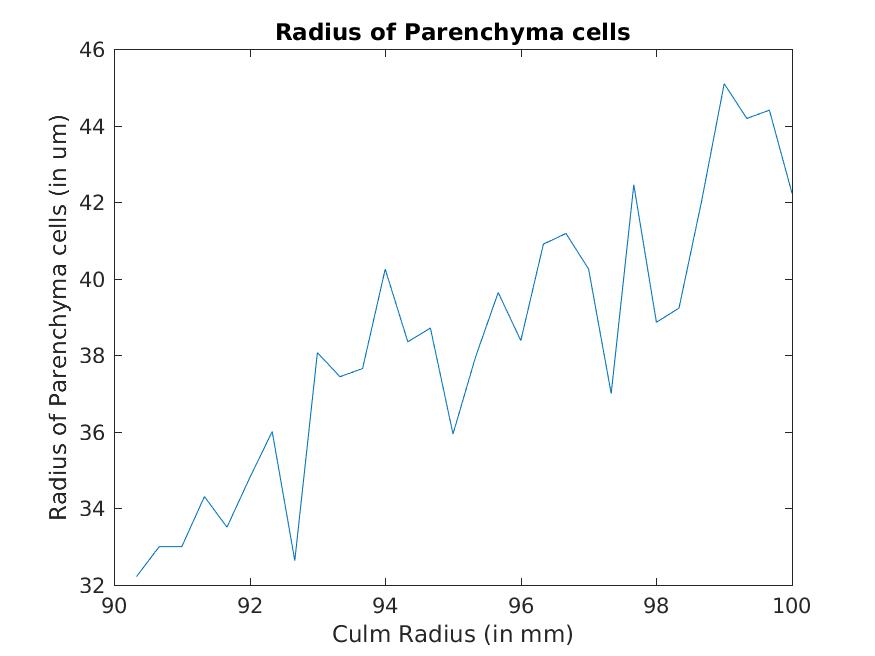 Radius of Parenchyma cells
46
44
42
40
38
36
34
32
Radius of Parenchyma cells (in um)
90 92 94 96 98 100
Culm Radius (in mm)